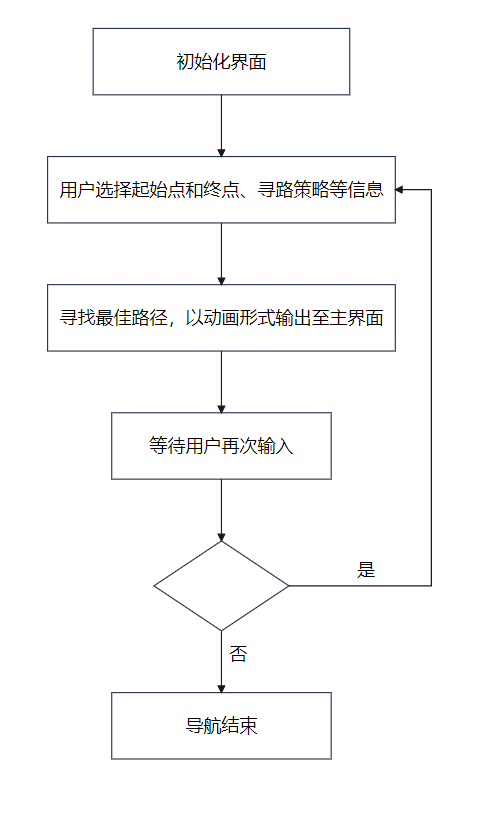 初始化界面
用户选择起始点和终点、寻路策略等信息
寻找最佳路径，以动画形式输出至主界面
等待用户再次输入
是
否
导航结束